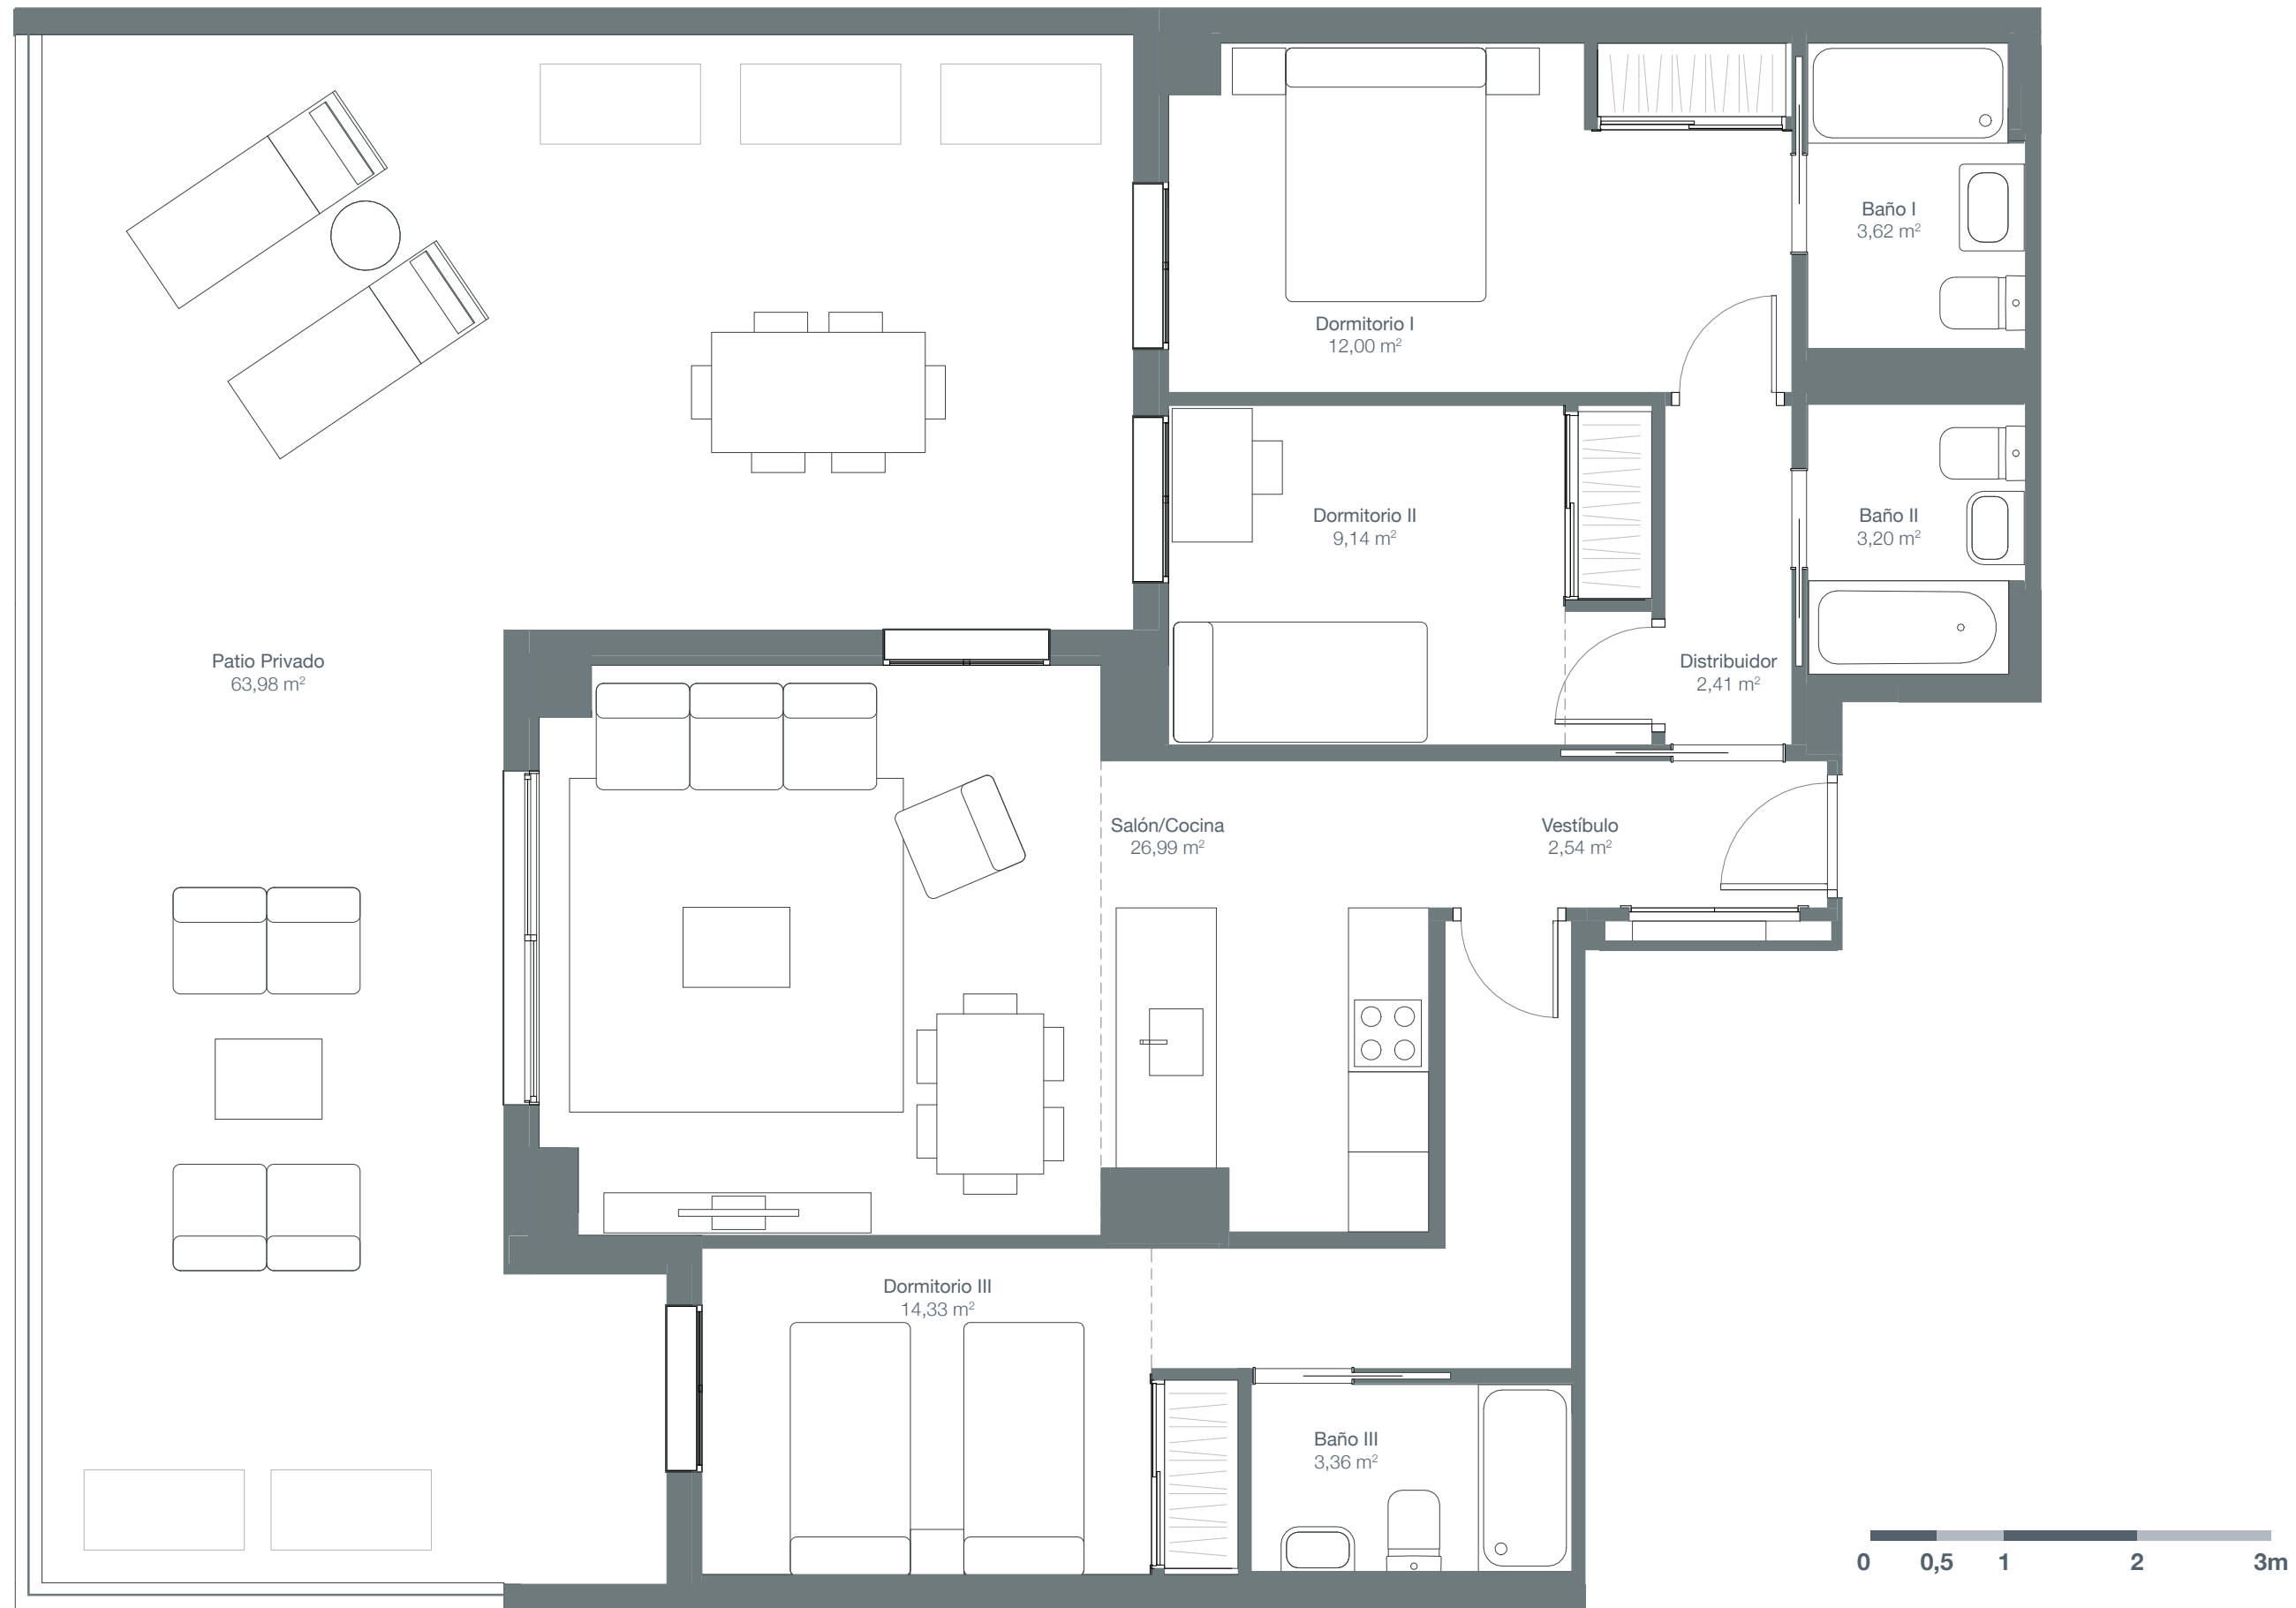 Baño I
3,62 m²
Dormitorio I
12,00 m²
Dormitorio II
9,14 m²
Baño II
3,20 m²
Patio Privado
63,98 m²
Distribuidor
2,41 m²
Salón/Cocina
26,99 m²
Vestíbulo
2,54 m²
Dormitorio III
14,33 m²
Baño III
3,36 m²
0 0,5 1 2 3m